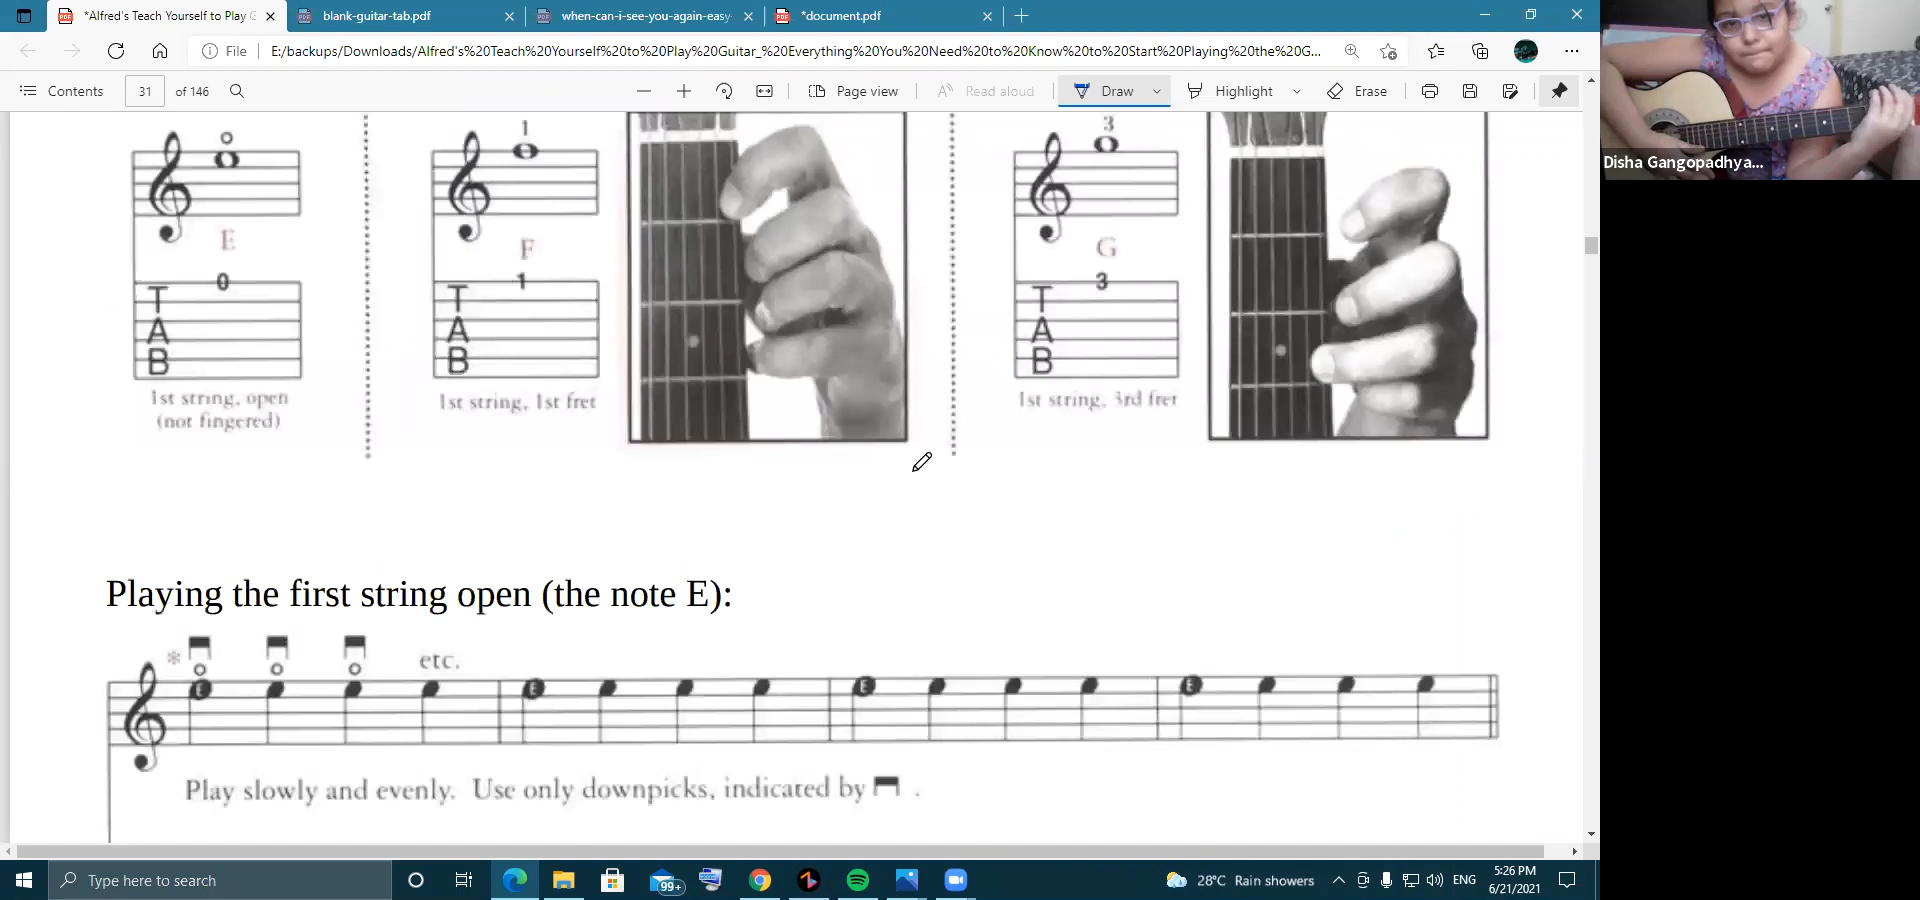 *Alfred's Teach Yourself to Play G
blank-guitar-tab.pdf
when-can-i-see-you-again-easy-
*document.pdf
File
E:/backups/Downloads/Alfred's%20Teach%20Yourself%20to%20Play%20Guitar_%20Everything%20You%20Need%20to%20Know%20to%20Start%20Playing%20the%20G...
Contents
31
of 146
Page view
Read aloud
Draw
Highlight
Erase
Disha Gangopadhya...
1
3
E
F
G
0
1
3
T
A
B
T
A
B
T
A
B
1st string, open
(not fingered)
1st string, 1st fret
1st string, 3rd fret
Playing the first string open (the note E):
*
etc.
E
E
E
E
Play slowly and evenly. Use only downpicks, indicated by .
Type here to search
99+
28°C Rain showers
ENG
5:26 PM
6/21/2021